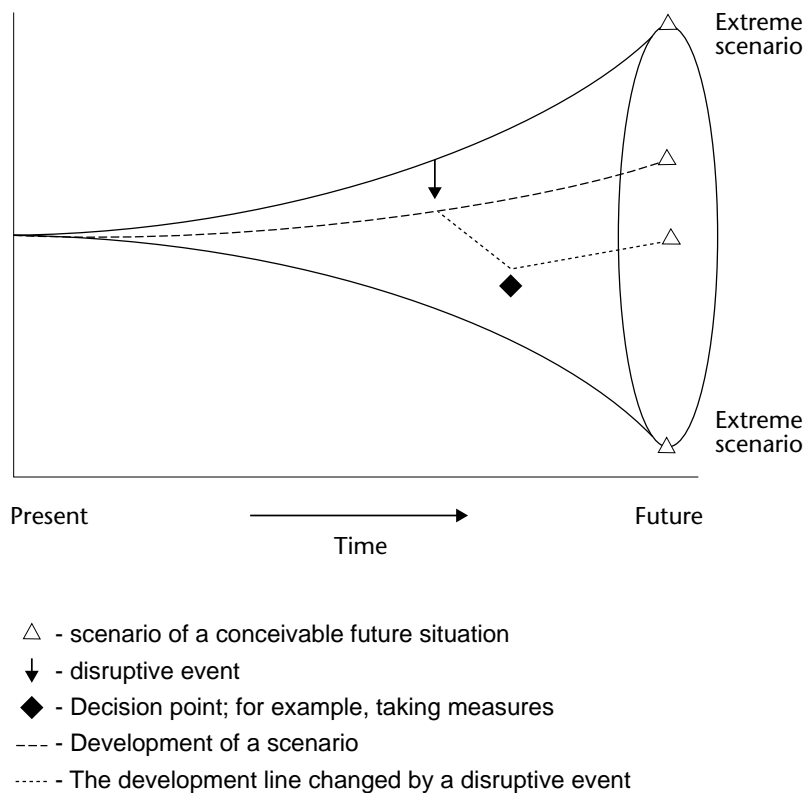 Extreme
scenario
Extreme
scenario
Present
Future
Time
- scenario of a conceivable future situation
- disruptive event
- Decision point; for example, taking measures
- Development of a scenario
- The development line changed by a disruptive event